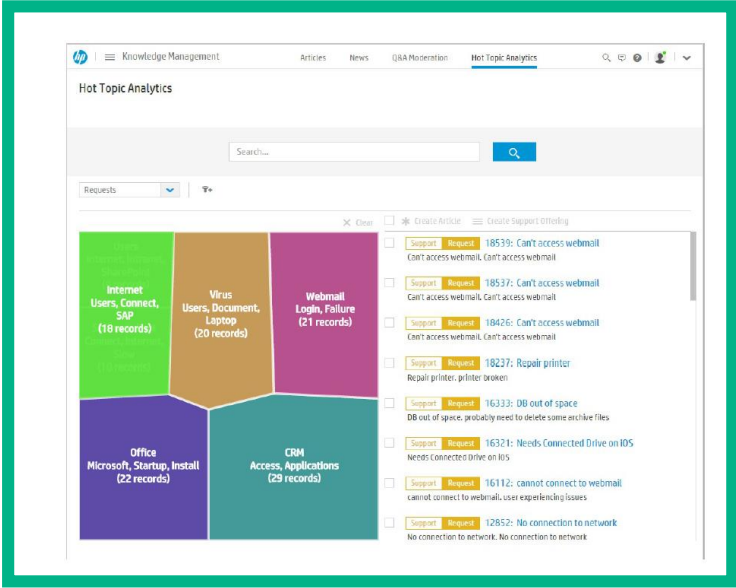 hp
Knowledge Management
Articles News Q&A Moderation Hot Topic Analytics
Hot Topic Analytics
Search...
Requests
Clear
Create Article Create Support Offering
Internet
Users, Connect,
SAP
(18 records)
Virus
Users, Document,
Laptop
(20 records)
Webmail
Login, Failure
(21 records)
Office
Microsoft, Startup, Install
(22 records)
CRM
Access, Applications
(29 records)
Support Request 18539: Can't access webmail
Can't access webmail. Can't access webmail
Support Request 18537: Can't access webmail
Can't access webmail. Can't access webmail
Support Request 18426: Can't access webmail
Can't access webmail. Can't access webmail
Support Request 18237: Repair printer
Repair printer. printer broken
Support Request 16333: DB out of space
DB out of space. probably need to delete some archive files
Support Request 16321: Needs Connected Drive on iOS
Needs Connected Drive on iOS
Support Request 16112: cannot connect to webmail
cannot connect to webmail. user experiencing issues
Support Request 12852: No connection to network
No connection to network. No connection to network